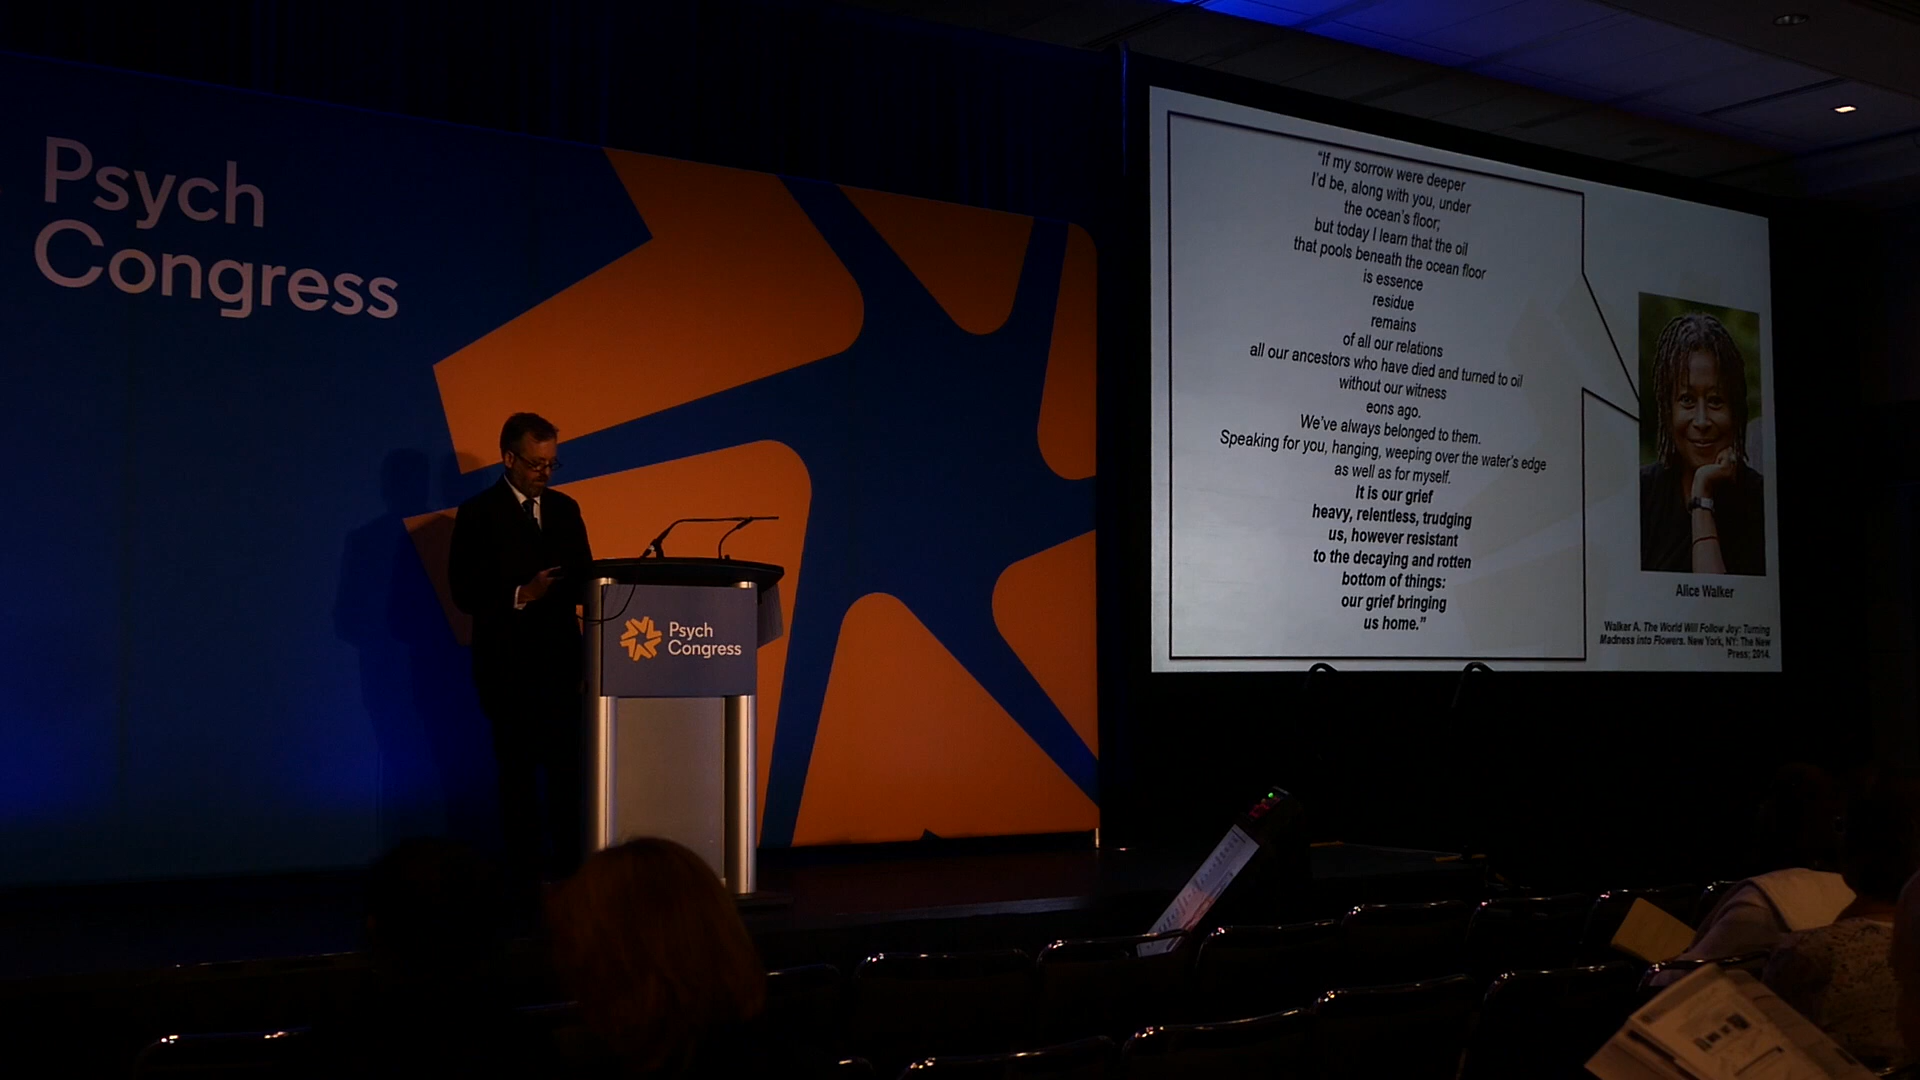 Psych
Congress
Psych
Congress
“If my sorrow were deeper
I’d be, along with you, under
the ocean’s floor;
but today I learn that the oil
that pools beneath the ocean floor
is essence
residue
remains
of all our relations
all our ancestors who have died and turned to oil
without our witness
eons ago.
We’ve always belonged to them.
Speaking for you, hanging, weeping over the water’s edge
as well as for myself.
It is our grief
heavy, relentless, trudging
us, however resistant
to the decaying and rotten
bottom of things:
our grief bringing
us home.”
Alice Walker
Walker A. The World Will Follow Joy: Turning
Madness into Flowers. New York, NY: The New
Press; 2014.